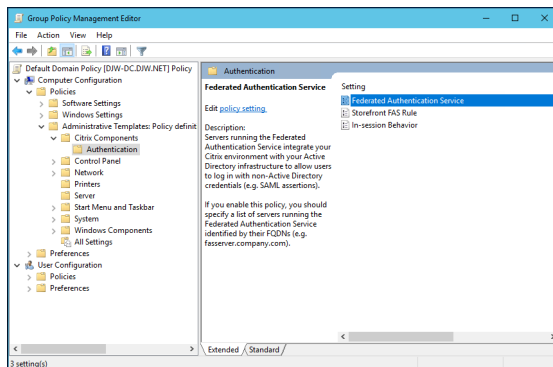 Group Policy Management Editor
File Action View Help
Default Domain Policy [DJW-DC.DJW.NET] Policy
Computer Configuration
Policies
Software Settings
Windows Settings
Administrative Templates: Policy definit
Citrix Components
Authentication
Control Panel
Network
Printers
Server
Start Menu and Taskbar
System
Windows Components
All Settings
Preferences
User Configuration
Policies
Preferences
Authentication
Federated Authentication Service
Edit policy setting
Description:
Servers running the Federated
Authentication Service integrate your
Citrix environment with your Active
Directory infrastructure to allow users
to log in with non-Active Directory
credentials (e.g. SAML assertions).
If you enable this policy, you should
specify a list of servers running the
Federated Authentication Service
identified by their FQDNs (e.g.
fasserver.company.com).
Setting
Federated Authentication Service
Storefront FAS Rule
In-session Behavior
Extended Standard
3 setting(s)